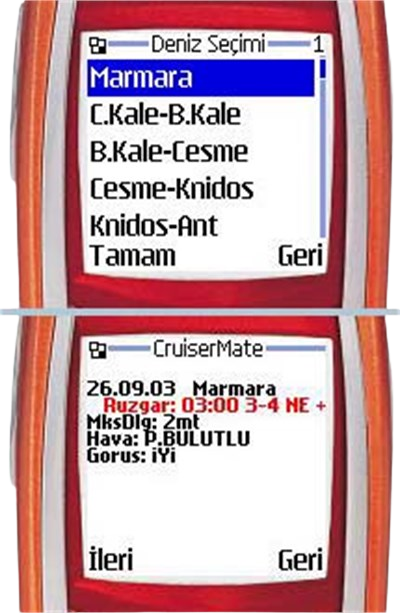 Deniz Seçimi 1
Marmara
C.Kale-B.Kale
B.Kale-Cesme
Cesme-Knidos
Knidos-Ant
Tamam Geri
CruiserMate
26.09.03 Marmara
Ruzgar: 03:00 3-4 NE +
MksDlg: 2mt
Hava: P.BULUTLU
Gorus: iYi
İleri Geri